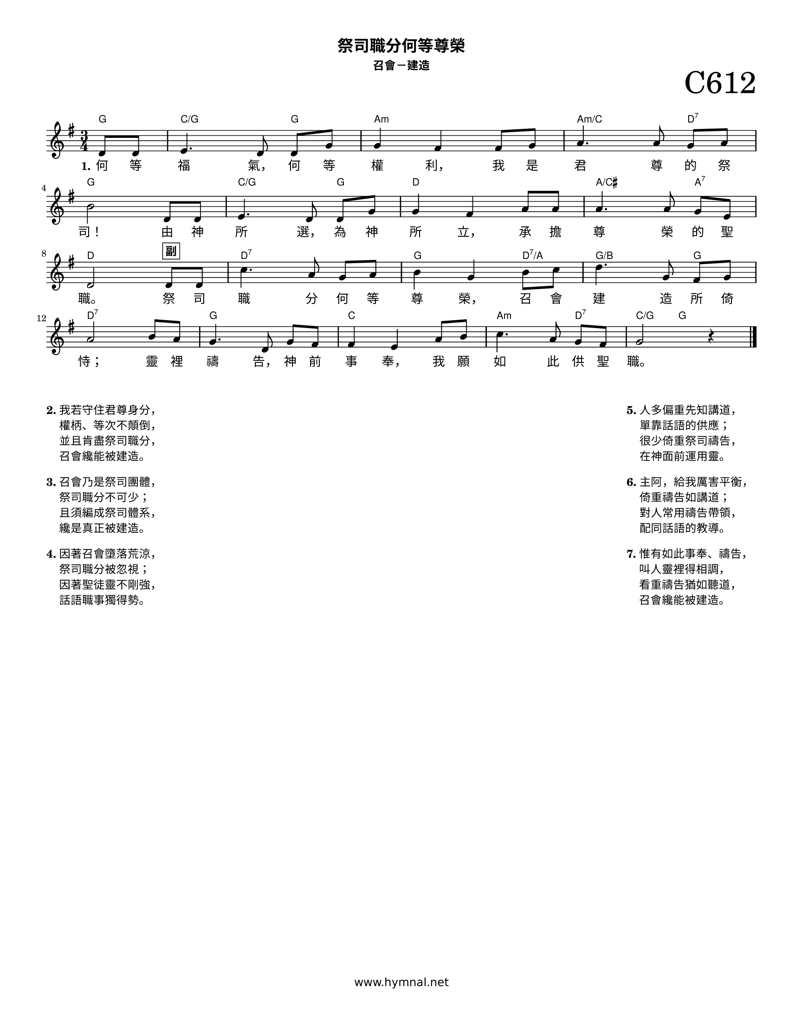 祭司職分何等尊榮
召會－建造
C612
G C/G G Am Am/C D7
1. 何 等 福 氣， 何 等 權 利， 我 是 君 尊 的 祭
4 G C/G G D A/C♯ A7
司！ 由 神 所 選， 為 神 所 立， 承 擔 尊 榮 的 聖
8 D 副 D7 G D7/A G/B G
職。 祭 司 職 分 何 等 尊 榮， 召 會 建 造 所 倚
12 D7 G C Am D7 C/G G
恃； 靈 裡 禱 告， 神 前 事 奉， 我 願 如 此 供 聖 職。
2. 我若守住君尊身分，
權柄、等次不顛倒，
並且肯盡祭司職分，
召會纔能被建造。
3. 召會乃是祭司團體，
祭司職分不可少；
且須編成祭司體系，
纔是真正被建造。
4. 因著召會墮落荒涼，
祭司職分被忽視；
因著聖徒靈不剛強，
話語職事獨得勢。
5. 人多偏重先知講道，
單靠話語的供應；
很少倚重祭司禱告，
在神面前運用靈。
6. 主阿，給我厲害平衡，
倚重禱告如講道；
對人常用禱告帶領，
配同話語的教導。
7. 惟有如此事奉、禱告，
叫人靈裡得相調，
看重禱告猶如聽道，
召會纔能被建造。
www.hymnal.net